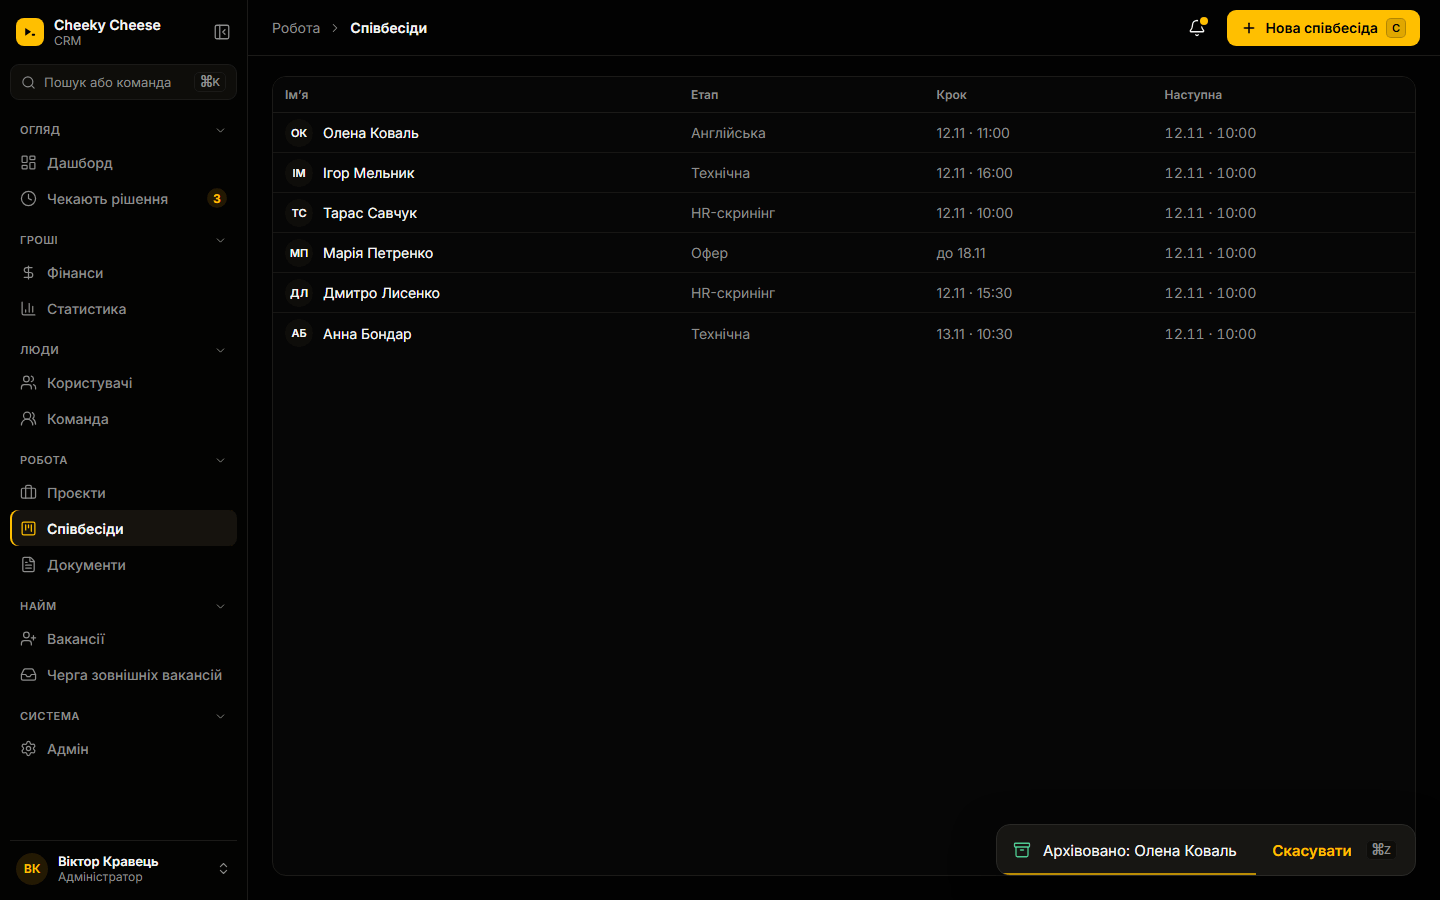 Cheeky Cheese
CRM
Пошук або команда ⌘K
ОГЛЯД
Дашборд
Чекають рішення 3
ГРОШІ
Фінанси
Статистика
ЛЮДИ
Користувачі
Команда
РОБОТА
Проєкти
Співбесіди
Документи
НАЙМ
Вакансії
Черга зовнішніх вакансій
СИСТЕМА
Адмін
ВК
Віктор Кравець
Адміністратор
Робота > Співбесіди
+ Нова співбесіда C
Ім’я Етап Крок Наступна
ОК Олена Коваль Англійська 12.11 · 11:00 12.11 · 10:00
ІМ Ігор Мельник Технічна 12.11 · 16:00 12.11 · 10:00
ТС Тарас Савчук HR-скринінг 12.11 · 10:00 12.11 · 10:00
МП Марія Петренко Офер до 18.11 12.11 · 10:00
ДЛ Дмитро Лисенко HR-скринінг 12.11 · 15:30 12.11 · 10:00
АБ Анна Бондар Технічна 13.11 · 10:30 12.11 · 10:00
Архівовано: Олена Коваль Скасувати ⌘Z